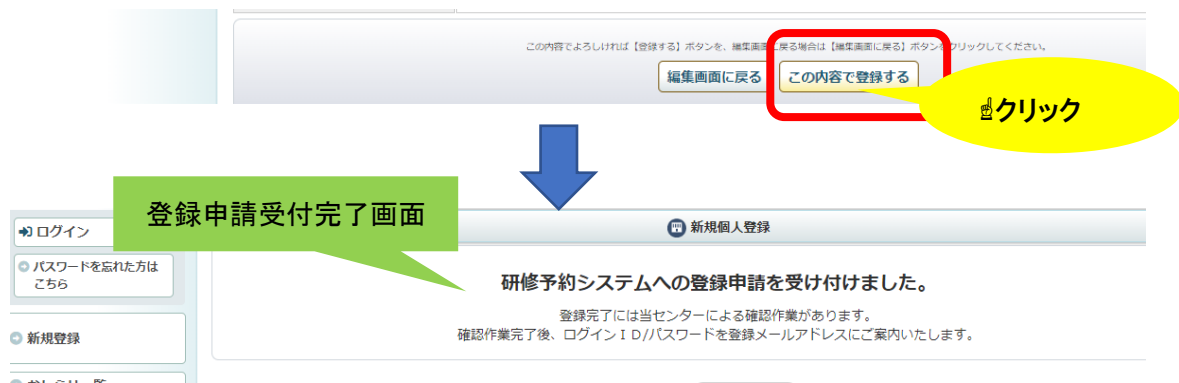 この内容でよろしければ【登録する】ボタンを、編集画面に戻る場合は【編集画面に戻る】ボタンをクリックしてください。
編集画面に戻る
この内容で登録する
☝クリック
登録申請受付完了画面
ログイン
新規個人登録
パスワードを忘れた方は
こちら
研修予約システムへの登録申請を受け付けました。
登録完了には当センターによる確認作業があります。
確認作業完了後、ログインＩＤ/パスワードを登録メールアドレスにご案内いたします。
新規登録